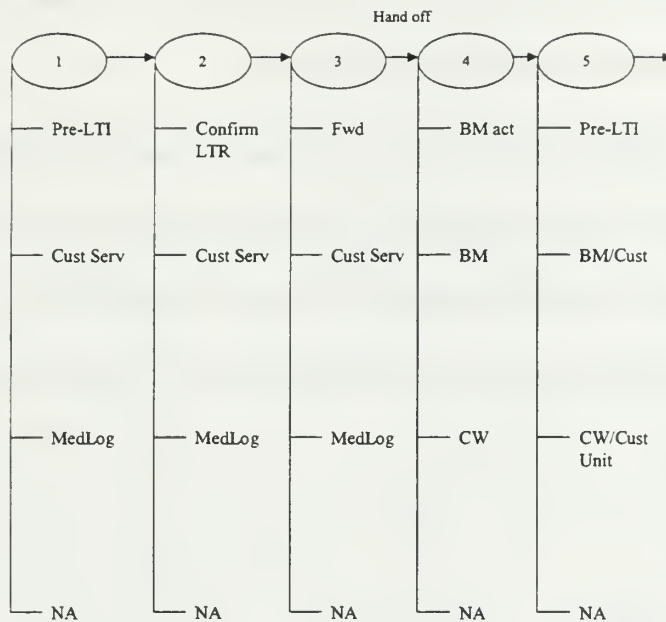 Hand off
1
2
3
4
5
Pre-LTI
Confirm
LTR
Fwd
BM act
Pre-LTI
Cust Serv
Cust Serv
Cust Serv
BM
BM/Cust
MedLog
MedLog
MedLog
CW
CW/Cust
Unit
NA
NA
NA
NA
NA